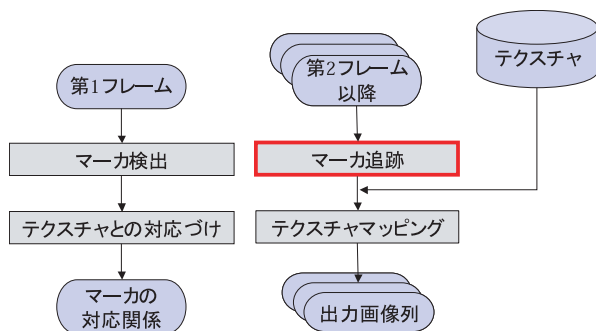 第1フレーム
マーカ検出
テクスチャとの対応づけ
マーカの
対応関係
第2フレーム
以降
マーカ追跡
テクスチャマッピング
出力画像列
テクスチャ